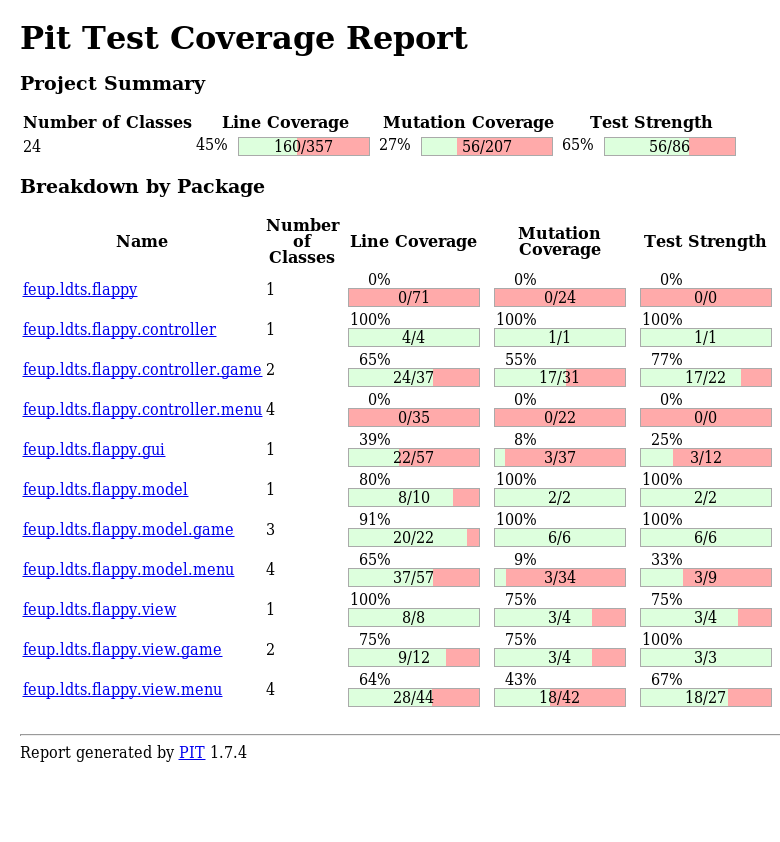 Pit Test Coverage Report
Project Summary
Number of Classes Line Coverage Mutation Coverage Test Strength
24 45% 160/357 27% 56/207 65% 56/86
Breakdown by Package
Name Number of Classes Line Coverage Mutation Coverage Test Strength
feup.ldts.flappy 1 0% 0/71 0% 0/24 0% 0/0
feup.ldts.flappy.controller 1 100% 4/4 100% 1/1 100% 1/1
feup.ldts.flappy.controller.game 2 65% 24/37 55% 17/31 77% 17/22
feup.ldts.flappy.controller.menu 4 0% 0/35 0% 0/22 0% 0/0
feup.ldts.flappy.gui 1 39% 22/57 8% 3/37 25% 3/12
feup.ldts.flappy.model 1 80% 8/10 100% 2/2 100% 2/2
feup.ldts.flappy.model.game 3 91% 20/22 100% 6/6 100% 6/6
feup.ldts.flappy.model.menu 4 65% 37/57 9% 3/34 33% 3/9
feup.ldts.flappy.view 1 100% 8/8 75% 3/4 75% 3/4
feup.ldts.flappy.view.game 2 75% 9/12 75% 3/4 100% 3/3
feup.ldts.flappy.view.menu 4 64% 28/44 43% 18/42 67% 18/27
Report generated by PIT 1.7.4